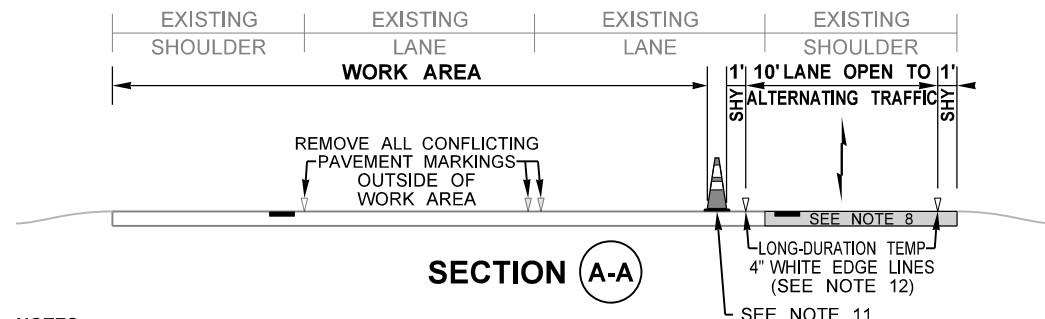 EXISTING EXISTING EXISTING EXISTING
SHOULDER LANE LANE SHOULDER
WORK AREA
1' 10' LANE OPEN TO 1'
SHY ALTERNATING TRAFFIC SHY
REMOVE ALL CONFLICTING
PAVEMENT MARKINGS
OUTSIDE OF
WORK AREA
SEE NOTE 8
LONG-DURATION TEMP
4" WHITE EDGE LINES
(SEE NOTE 12)
SECTION A-A
SEE NOTE 11
NOTES